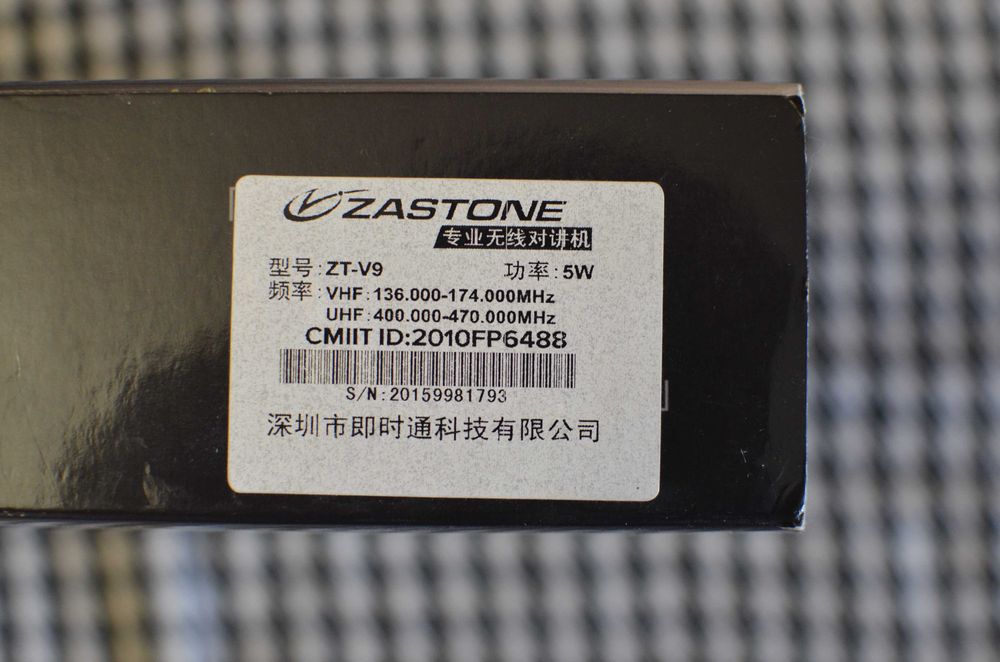 ZASTONE
专业无线对讲机
型号:ZT-V9 功率:5W
频率:VHF:136.000-174.000MHz
UHF:400.000-470.000MHz
CMIIT ID:2010FP6488
S/N:20159981793
深圳市即时通科技有限公司